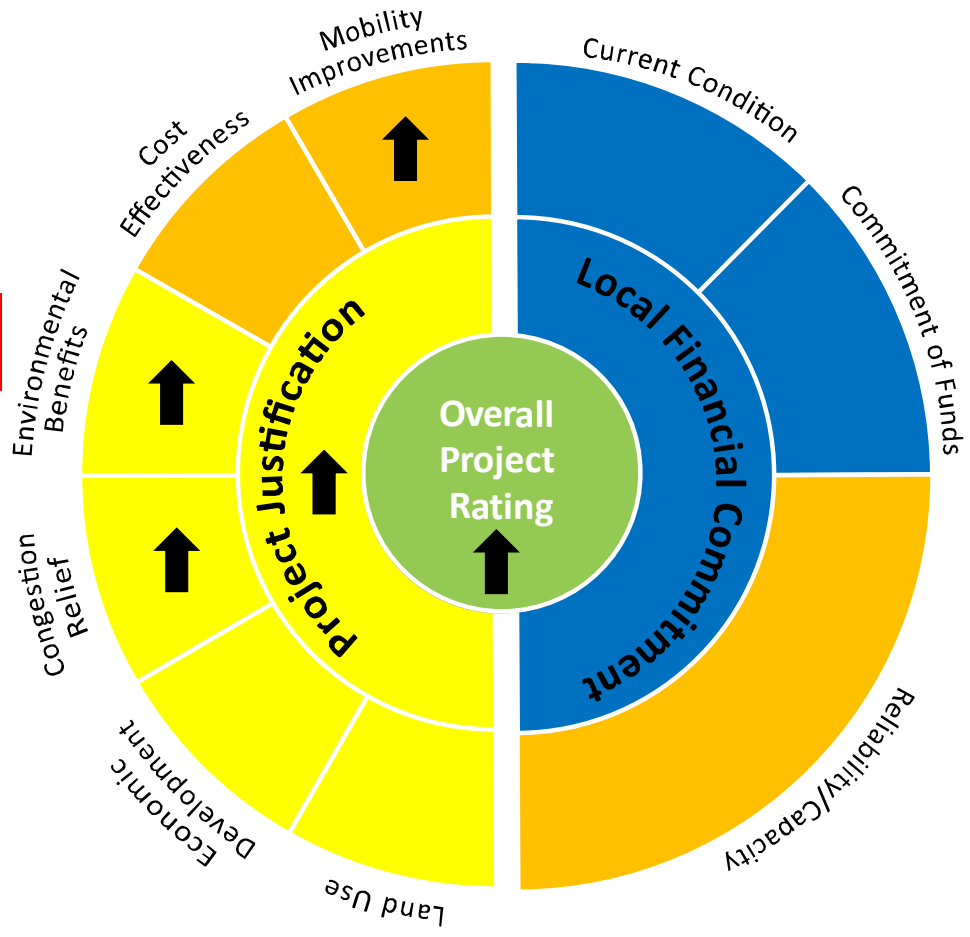 Mobility
Improvements
Cost
Effectiveness
Environmental
Benefits
Congestion
Relief
Economic
Development
Land Use
Project Justification
Overall
Project
Rating
Local Financial Commitment
Current Condition
Commitment of Funds
Reliability/Capacity